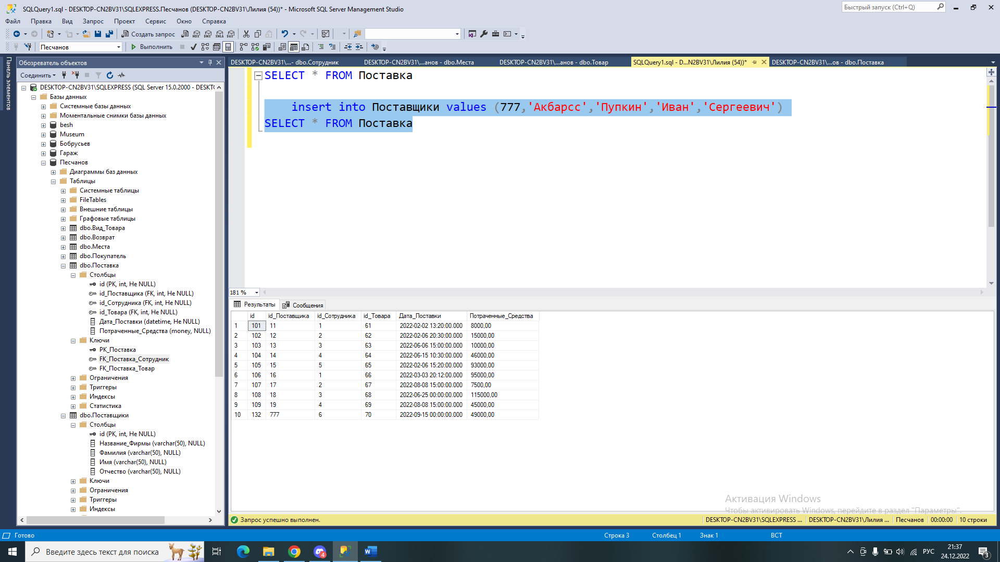 SQLQuery1.sql - DESKTOP-CN2BV31\SQLEXPRESS.Песчанов (DESKTOP-CN2BV31\Лилия (54))* - Microsoft SQL Server Management Studio
Быстрый запуск (Ctrl+Q)
Файл Правка Вид Запрос Проект Сервис Окно Справка
Создать запрос MDX DMX XMLA DAX
Песчанов Выполнить
Панель элементов
Обозреватель объектов
DESKTOP-CN2BV31\...- dbo.Сотрудник DESKTOP-CN2BV31\...анов - dbo.Места DESKTOP-CN2BV31\...анов - dbo.Товар SQLQuery1.sql - D...N2BV31\Лилия (54))* DESKTOP-CN2BV31\...ов - dbo.Поставка
Соединить
DESKTOP-CN2BV31\SQLEXPRESS (SQL Server 15.0.2000 - DESKT
Базы данных
Системные базы данных
Моментальные снимки базы данных
besh
Museum
Бобрусьев
Гараж
Песчанов
Диаграммы баз данных
Таблицы
Системные таблицы
FileTables
Внешние таблицы
Графовые таблицы
dbo.Вид_Товара
dbo.Возврат
dbo.Места
dbo.Покупатель
dbo.Поставка
Столбцы
id (PK, int, Не NULL)
id_Поставщика (FK, int, Не NULL)
id_Сотрудника (FK, int, Не NULL)
id_Товара (FK, int, Не NULL)
Дата_Поставки (datetime, Не NULL)
Потраченные_Средства (money, NULL)
Ключи
PK_Поставка
FK_Поставка_Сотрудник
FK_Поставка_Товар
Ограничения
Триггеры
Индексы
Статистика
dbo.Поставщики
Столбцы
id (PK, int, Не NULL)
Название_Фирмы (varchar(50), NULL)
Фамилия (varchar(50), NULL)
Имя (varchar(50), NULL)
Отчество (varchar(50), NULL)
Ключи
Ограничения
Триггеры
Индексы
SELECT * FROM Поставка
insert into Поставщики values (777,'Акбарсс','Пупкин','Иван','Сергеевич')
SELECT * FROM Поставка
181 %
Результаты Сообщения
id id_Поставщика id_Сотрудника id_Товара Дата_Поставки Потраченные_Средства
1 101 11 1 61 2022-02-02 13:20:00.000 8000,00
2 102 12 2 62 2022-02-06 20:30:00.000 15000,00
3 103 13 3 63 2022-06-06 15:00:00.000 10000,00
4 104 14 4 64 2022-06-15 10:30:00.000 46000,00
5 105 15 5 65 2022-02-06 15:20:00.000 93000,00
6 106 16 1 66 2022-03-03 20:12:00.000 95000,00
7 107 17 2 67 2022-08-08 15:00:00.000 7500,00
8 108 18 3 68 2022-06-25 00:00:00.000 115000,00
9 109 19 4 69 2022-08-08 15:00:00.000 45000,00
10 132 777 6 70 2022-09-15 00:00:00.000 49000,00
Активация Windows
Чтобы активировать Windows, перейдите в раздел "Параметры".
Запрос успешно выполнен. DESKTOP-CN2BV31\SQLEXPRESS ... DESKTOP-CN2BV31\Лилия ... Песчанов 00:00:00 10 строки
Готово Строка 3 Столбец 1 Знак 1 ВСТ
Введите здесь текст для поиска
4
РУС
21:37
24.12.2022
3